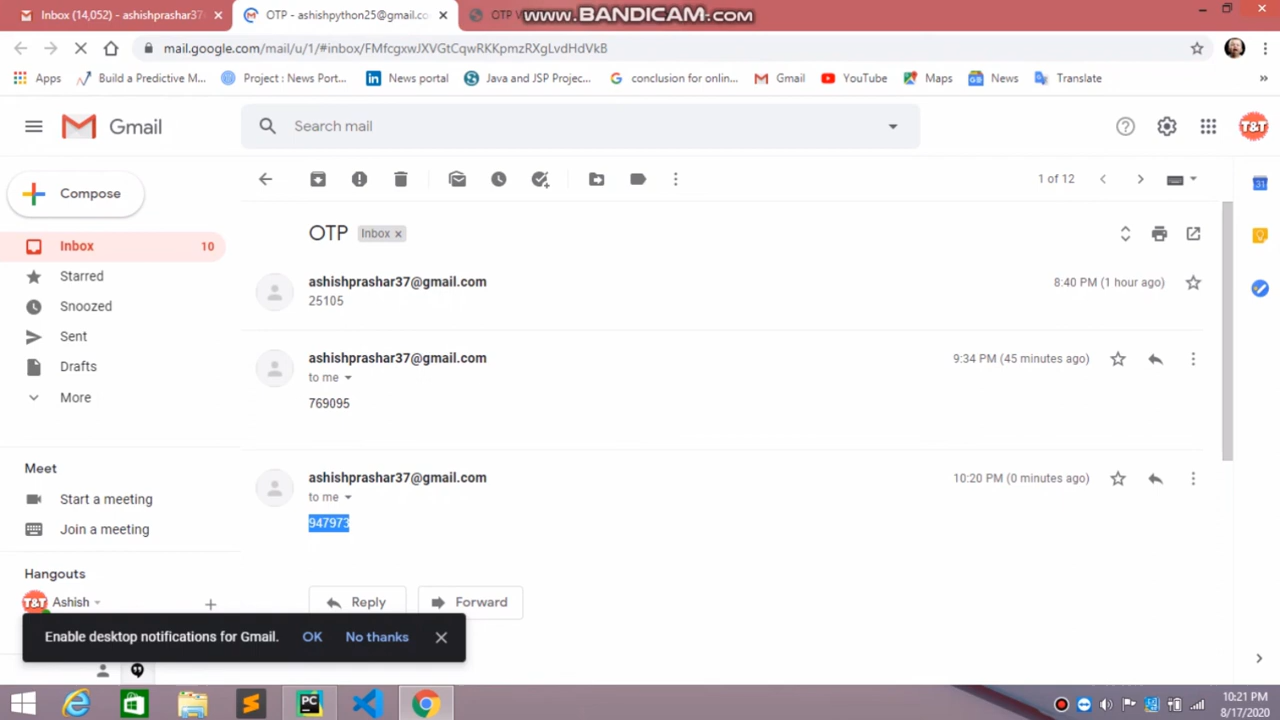 Inbox (14,052) - ashishprashar37
OTP - ashishpython25@gmail.co
OTP V
www.BANDICAM.com
mail.google.com/mail/u/1/#inbox/FMfcgxwJXVGtCqwRKKpmzRXgLvdHdVkB
Apps
Build a Predictive M...
Project : News Port...
News portal
Java and JSP Projec...
conclusion for onlin...
Gmail
YouTube
Maps
News
Translate
»
Gmail
Search mail
T&T
Compose
1 of 12
Inbox 10
Starred
Snoozed
Sent
Drafts
More
OTP Inbox x
ashishprashar37@gmail.com
8:40 PM (1 hour ago)
25105
ashishprashar37@gmail.com
9:34 PM (45 minutes ago)
to me
769095
ashishprashar37@gmail.com
10:20 PM (0 minutes ago)
to me
947973
Reply
Forward
Meet
Start a meeting
Join a meeting
Hangouts
T&T
Ashish
Enable desktop notifications for Gmail. OK No thanks
PC
10:21 PM
8/17/2020